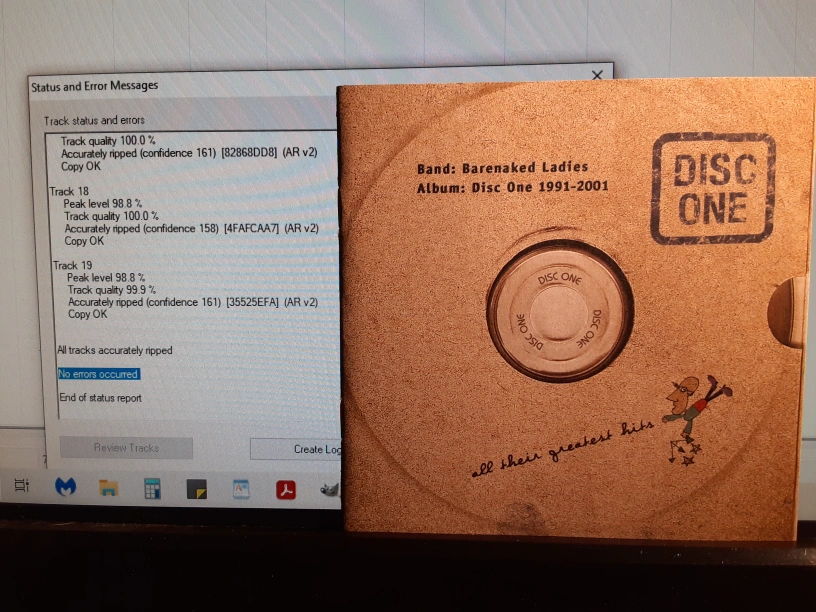 Status and Error Messages
Track status and errors
Track quality 100.0 %
Accurately ripped (confidence 161) [82868DD8] (AR v2)
Copy OK
Track 18
Peak level 98.8 %
Track quality 100.0 %
Accurately ripped (confidence 158) [4FAFCAA7] (AR v2)
Copy OK
Track 19
Peak level 98.8 %
Track quality 99.9 %
Accurately ripped (confidence 161) [35525EFA] (AR v2)
Copy OK
All tracks accurately ripped
No errors occurred
End of status report
Review Tracks
Create Log
Band: Barenaked Ladies
Album: Disc One 1991-2001
DISC
ONE
DISC ONE
DISC ONE
DISC ONE
all their greatest hits